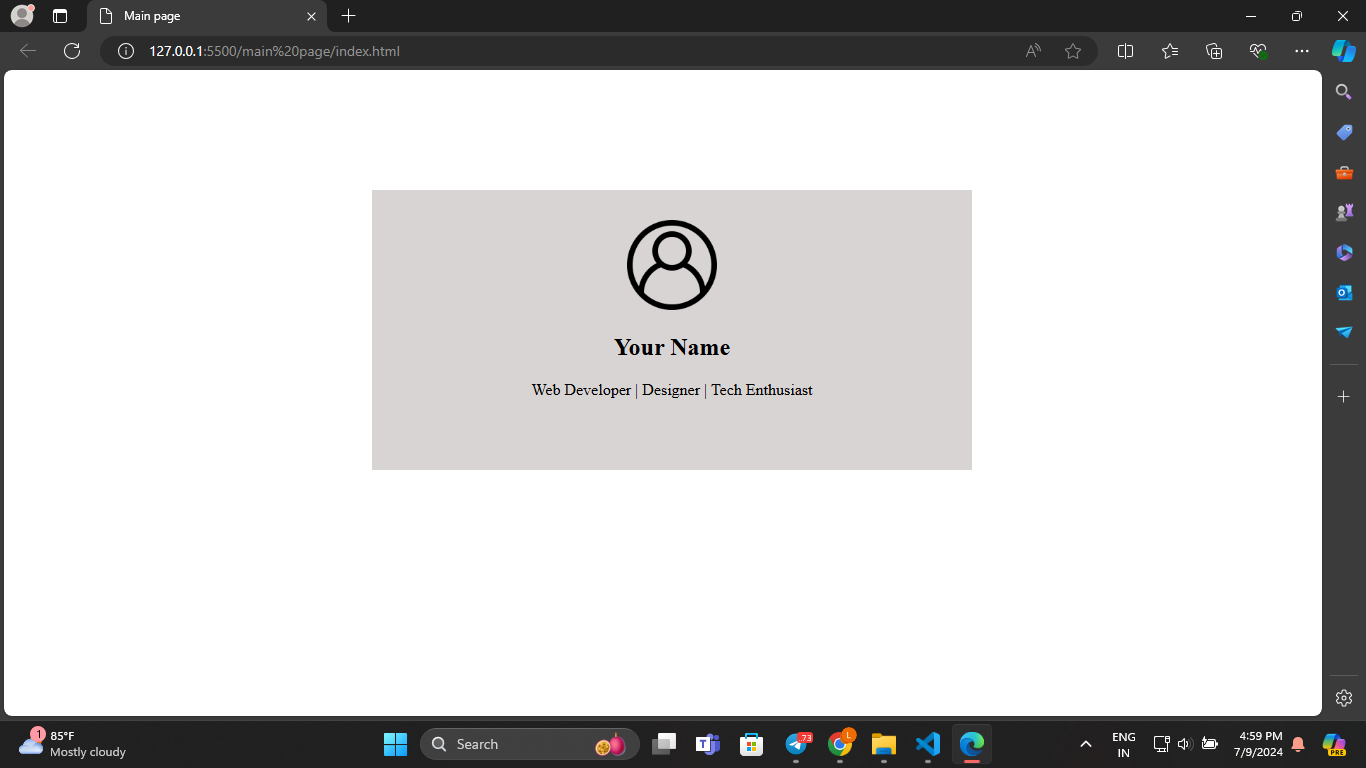 Main page
127.0.0.1:5500/main%20page/index.html
Your Name
Web Developer | Designer | Tech Enthusiast
1
85°F
Mostly cloudy
Search
.73
L
ENG
IN
4:59 PM
7/9/2024
PRE